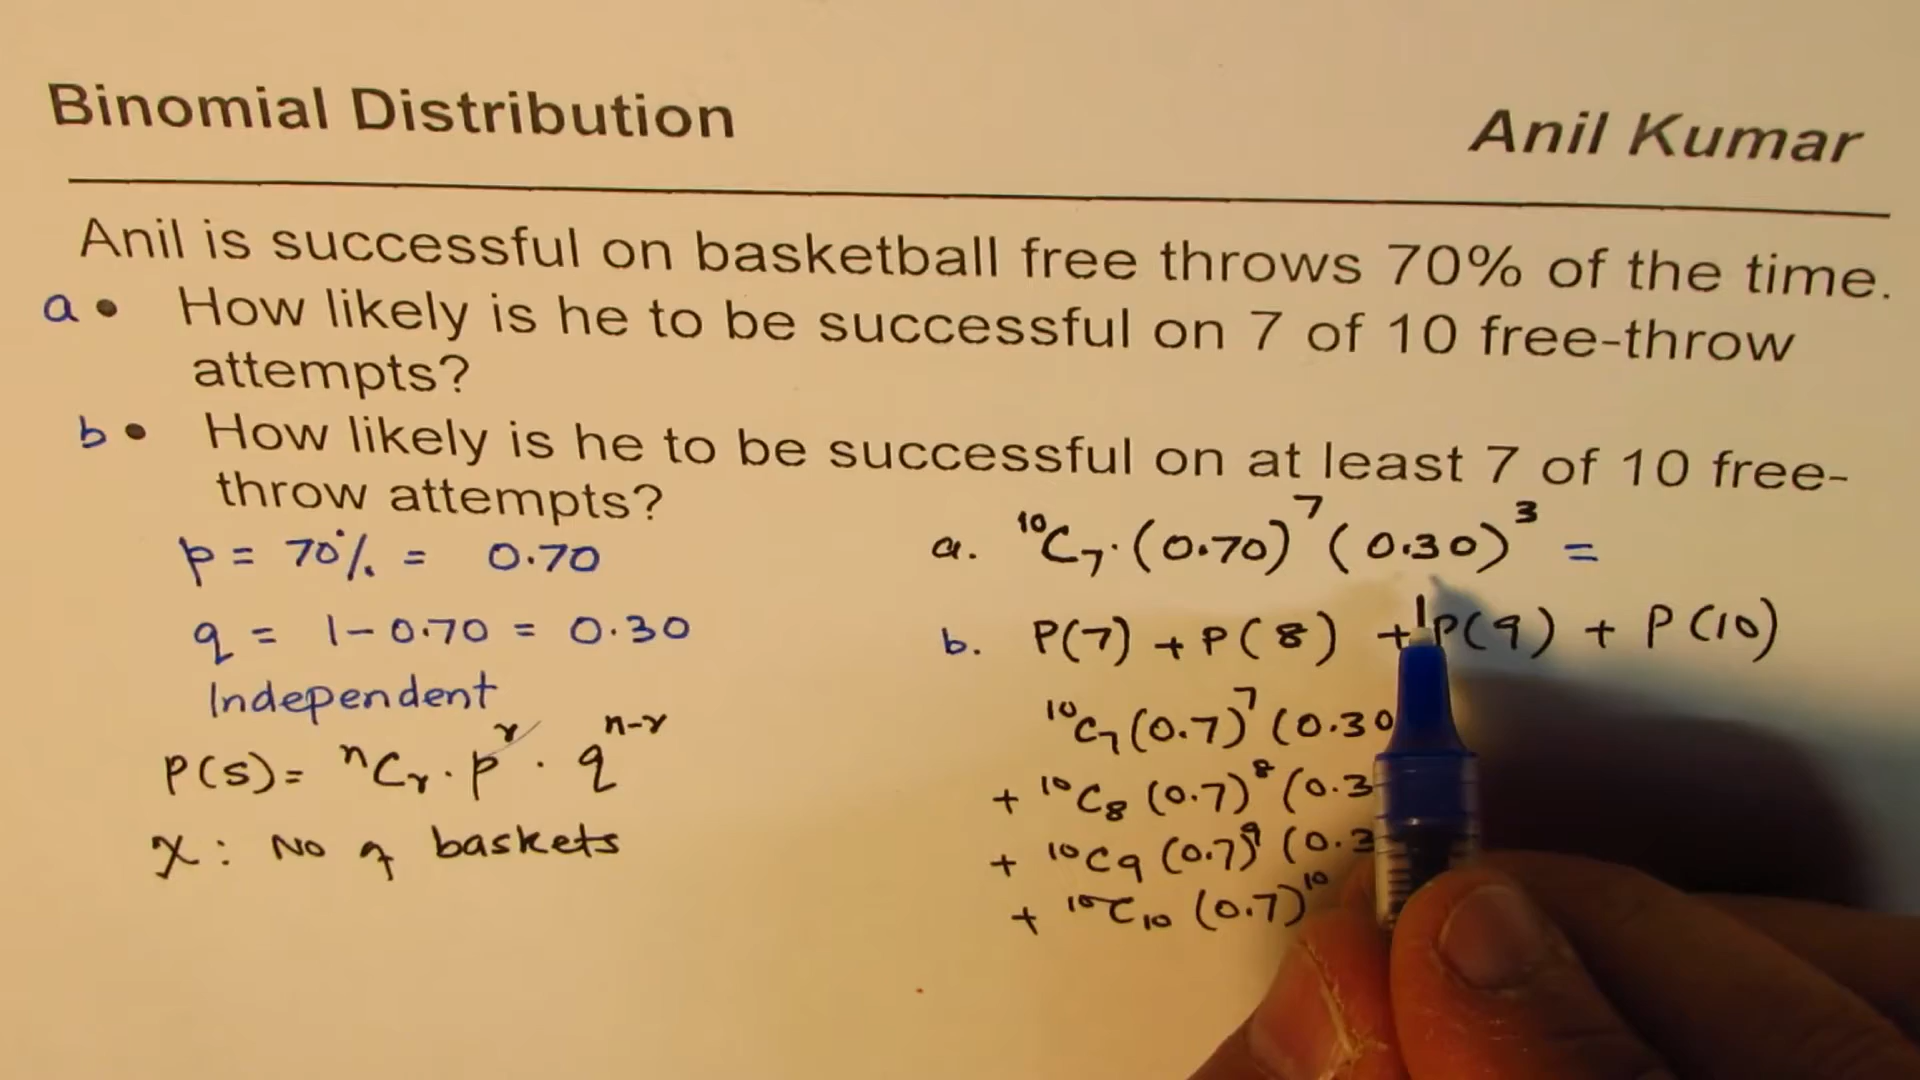 Binomial Distribution
Anil Kumar
Anil is successful on basketball free throws 70% of the time.
a • How likely is he to be successful on 7 of 10 free-throw
attempts?
b • How likely is he to be successful on at least 7 of 10 free-
throw attempts?
p = 70% = 0.70
q = 1 - 0.70 = 0.30
Independent
P(s) = ⁿCᵣ · pʳ · qⁿ⁻ʳ
X : No of baskets
a. ¹⁰C₇ · (0.70)⁷ (0.30)³ =
b. P(7) + P(8) + P(9) + P(10)
¹⁰C₇ (0.7)⁷ (0.30
+ ¹⁰C₈ (0.7)⁸ (0.3
+ ¹⁰C₉ (0.7)⁹ (0.3
+ ¹⁰C₁₀ (0.7)¹⁰